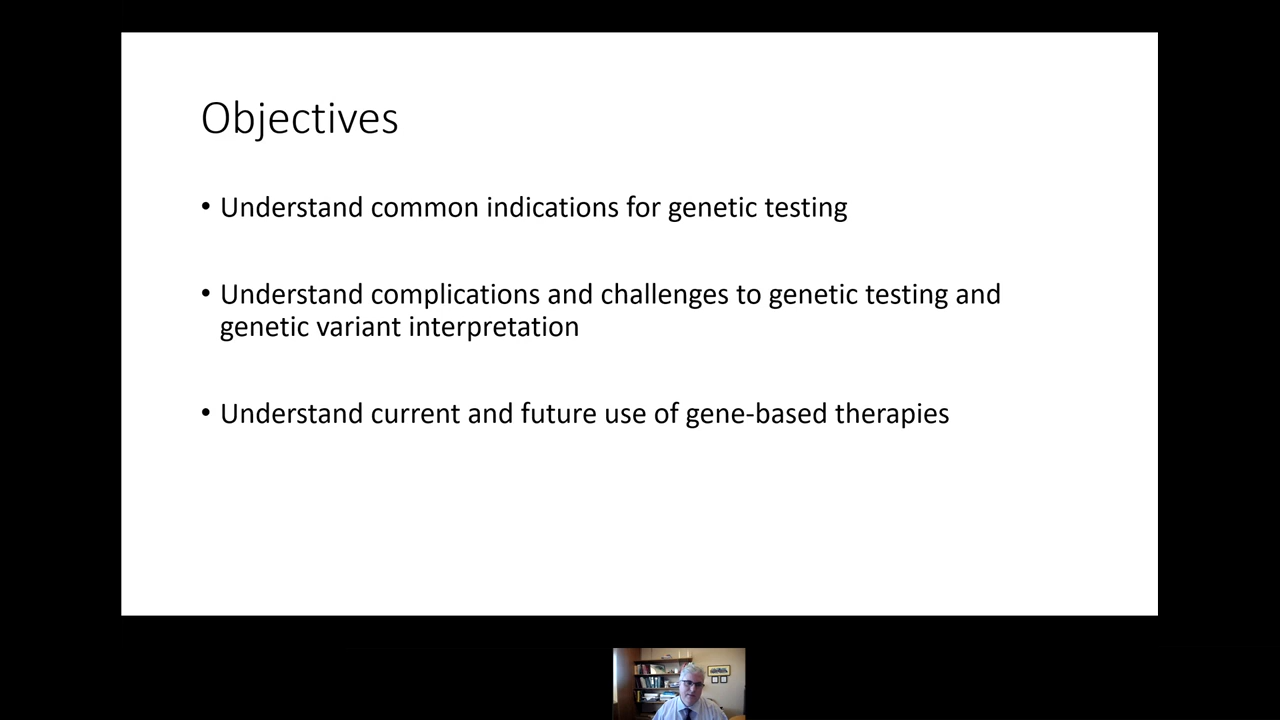 Objectives
• Understand common indications for genetic testing
• Understand complications and challenges to genetic testing and
genetic variant interpretation
• Understand current and future use of gene-based therapies